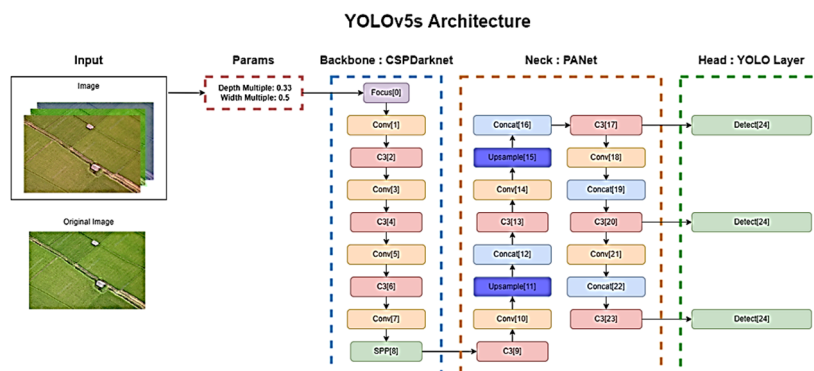 YOLOv5s Architecture
Input
Params
Backbone : CSPDarknet
Neck : PANet
Head : YOLO Layer
Image
Original Image
Depth Multiple: 0.33
Width Multiple: 0.5
Focus[0]
Conv[1]
C3[2]
Conv[3]
C3[4]
Conv[5]
C3[6]
Conv[7]
SPP[8]
Concat[16]
Upsample[15]
Conv[14]
C3[13]
Concat[12]
Upsample[11]
Conv[10]
C3[9]
C3[17]
Conv[18]
Concat[19]
C3[20]
Conv[21]
Concat[22]
C3[23]
Detect[24]
Detect[24]
Detect[24]